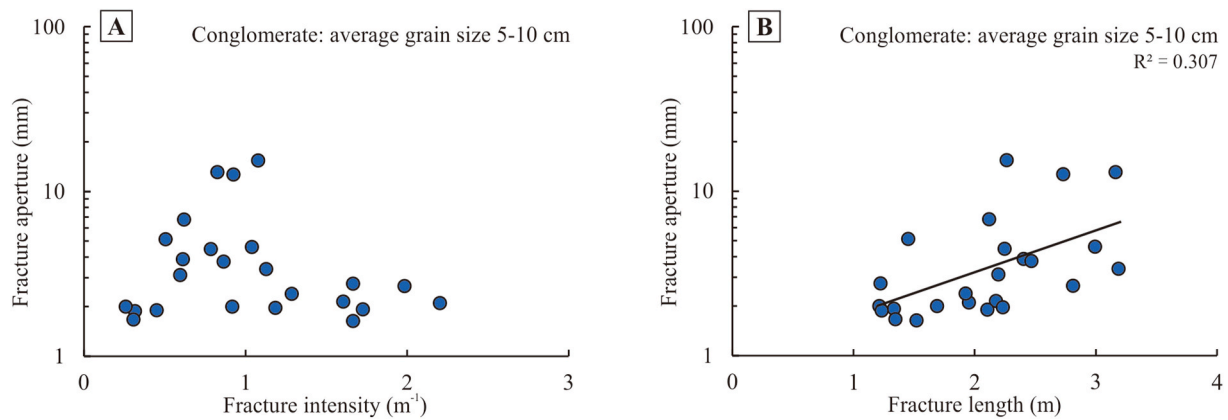 A
Conglomerate: average grain size 5-10 cm
100
10
1
Fracture aperture (mm)
0
1
2
3
Fracture intensity (m⁻¹)
B
Conglomerate: average grain size 5-10 cm
R² = 0.307
100
10
1
Fracture aperture (mm)
0
1
2
3
4
Fracture length (m)